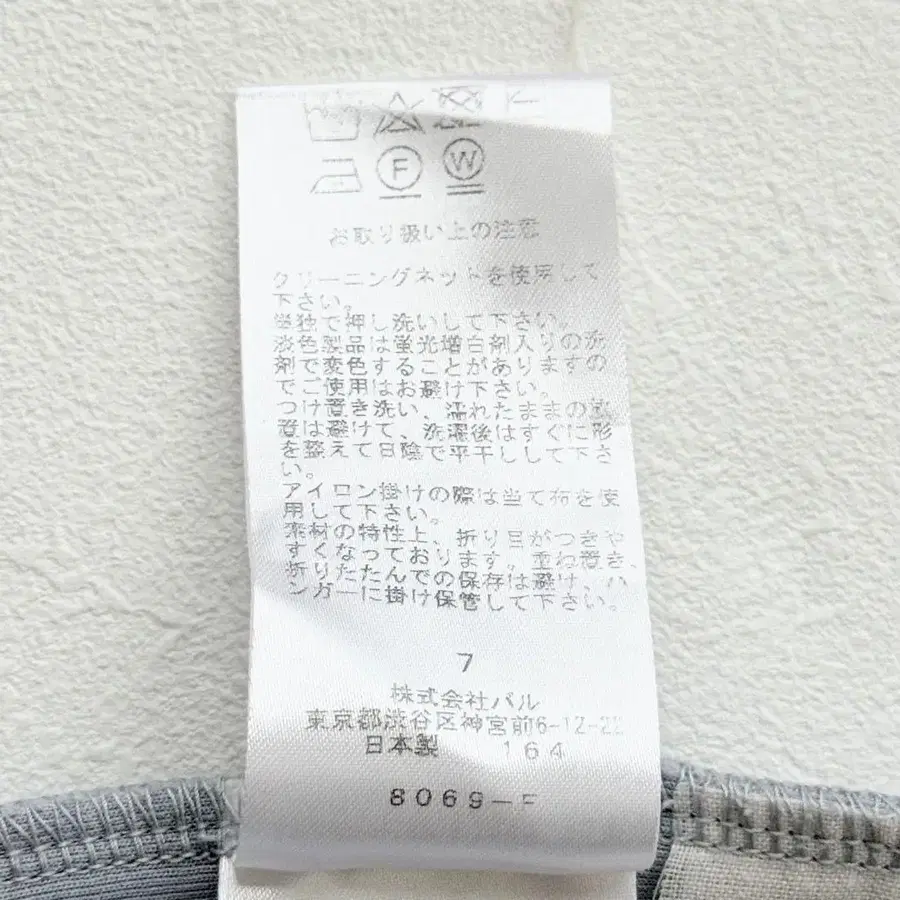 F W
お取り扱い上の注意
クリーニングネットを使用して
下さい。
単独で押し洗いして下さい。
淡色製品は蛍光増白剤入りの洗
剤で変色することがありますの
でご使用はお避け下さい。
つけ置き洗い、濡れたままの放
置は避けて、洗濯後はすぐに形
を整えて日陰で平干しして下さ
い。
アイロン掛けの際は当て布を使
用して下さい。
素材の特性上、折り目がつきや
すくなっております。重ね置き、
折りたたんでの保存は避け、ハ
ンガーに掛け保管して下さい。
7
株式会社パル
東京都渋谷区神宮前6-12-22
日本製 164
8069-F